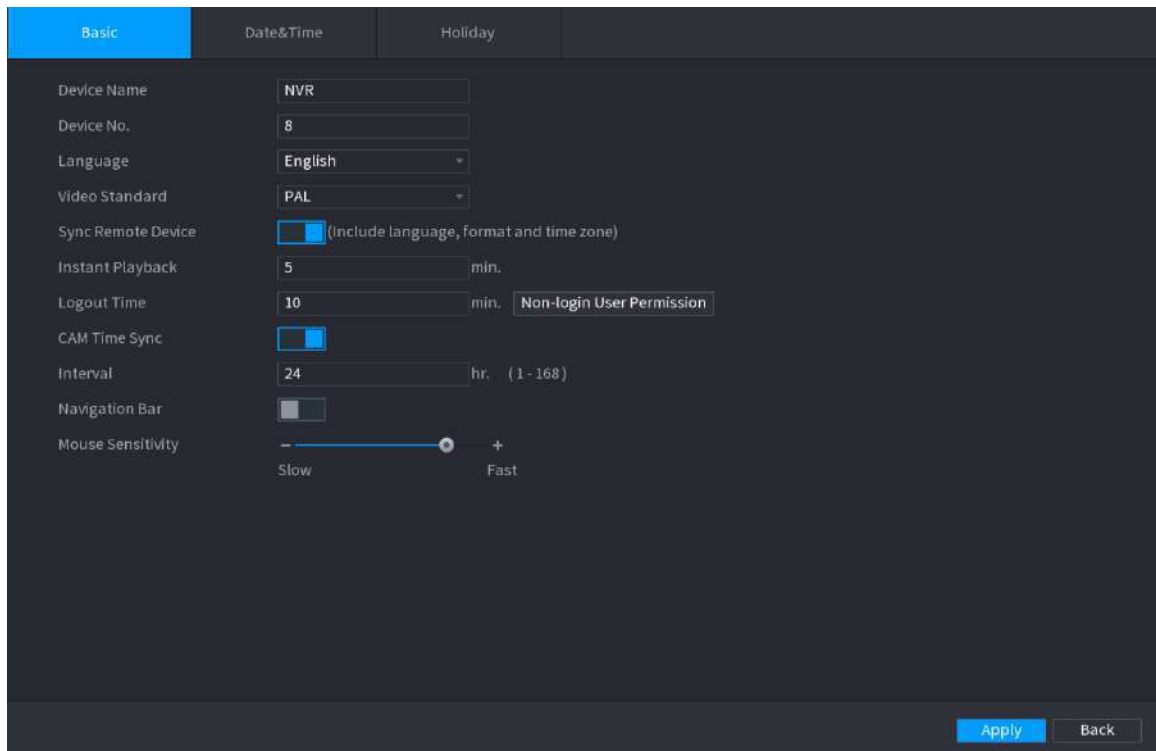 Basic Date&Time Holiday
Device Name NVR
Device No. 8
Language English
Video Standard PAL
Sync Remote Device (Include language, format and time zone)
Instant Playback 5 min.
Logout Time 10 min. Non-login User Permission
CAM Time Sync
Interval 24 hr. (1-168)
Navigation Bar
Mouse Sensitivity - +
Slow Fast
Apply Back